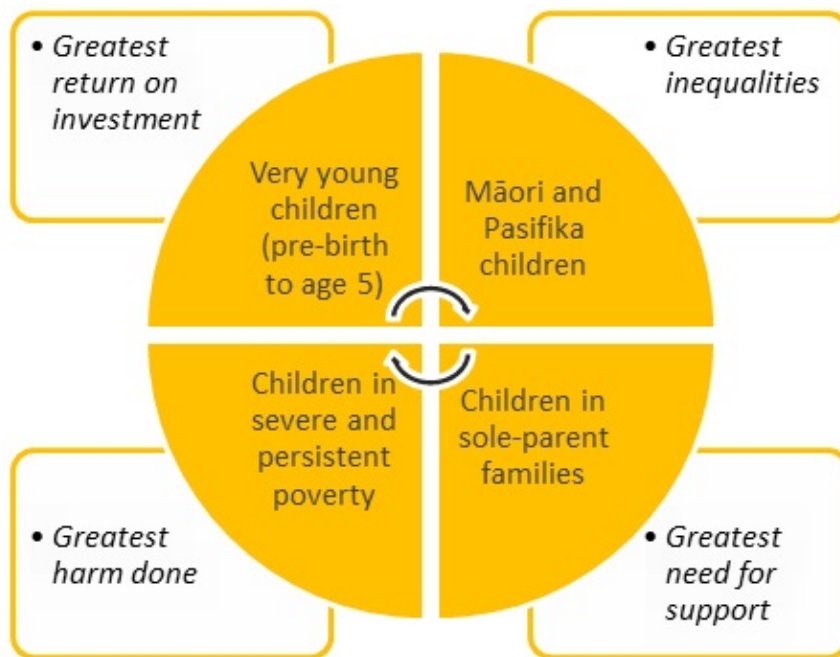 • Greatest
return on
investment
Very young
children
(pre-birth
to age 5)
Māori and
Pasifika
children
• Greatest
inequalities
Children in
severe and
persistent
poverty
• Greatest
harm done
Children in
sole-parent
families
• Greatest
need for
support